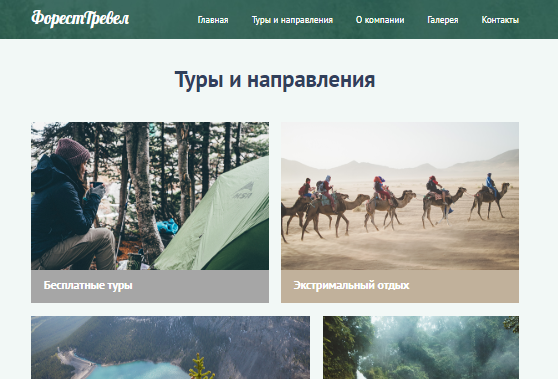 ФорестТревел
Главная Туры и направления О компании Галерея Контакты
Туры и направления
Бесплатные туры
Экстримальный отдых